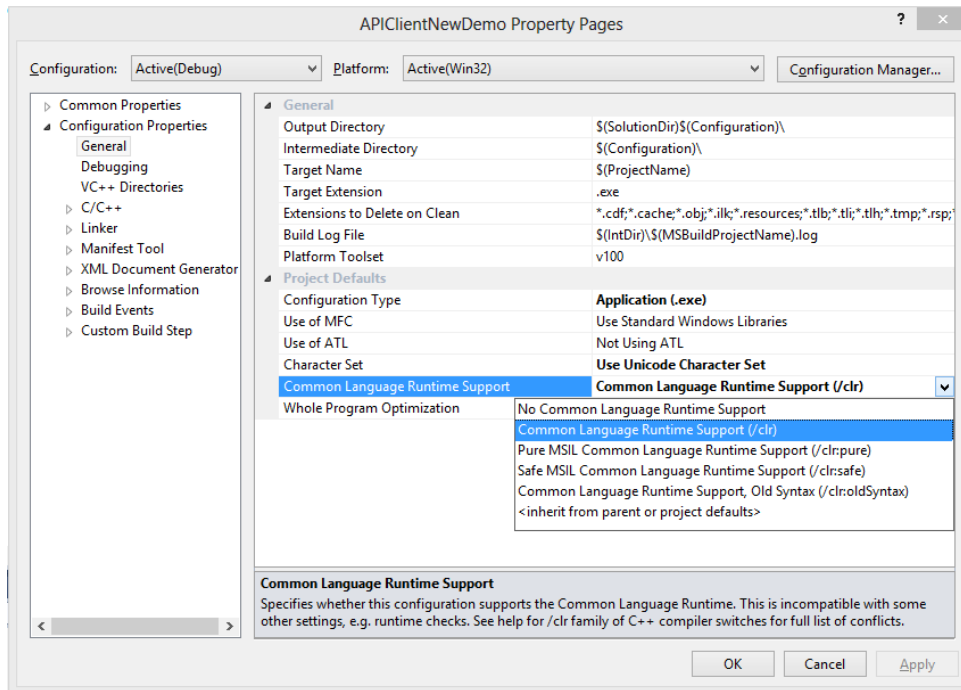 APIClientNewDemo Property Pages
?
Configuration: Active(Debug) Platform: Active(Win32) Configuration Manager...
Common Properties
Configuration Properties
General
Debugging
VC++ Directories
C/C++
Linker
Manifest Tool
XML Document Generator
Browse Information
Build Events
Custom Build Step
General
Output Directory $(SolutionDir)$(Configuration)\
Intermediate Directory $(Configuration)\
Target Name $(ProjectName)
Target Extension .exe
Extensions to Delete on Clean *.cdf;*.cache;*.obj;*.ilk;*.resources;*.tlb;*.tli;*.tlh;*.tmp;*.rsp;*
Build Log File $(IntDir)\$(MSBuildProjectName).log
Platform Toolset v100
Project Defaults
Configuration Type Application (.exe)
Use of MFC Use Standard Windows Libraries
Use of ATL Not Using ATL
Character Set Use Unicode Character Set
Common Language Runtime Support Common Language Runtime Support (/clr)
Whole Program Optimization
No Common Language Runtime Support
Common Language Runtime Support (/clr)
Pure MSIL Common Language Runtime Support (/clr:pure)
Safe MSIL Common Language Runtime Support (/clr:safe)
Common Language Runtime Support, Old Syntax (/clr:oldSyntax)
<inherit from parent or project defaults>
Common Language Runtime Support
Specifies whether this configuration supports the Common Language Runtime. This is incompatible with some
other settings, e.g. runtime checks. See help for /clr family of C++ compiler switches for full list of conflicts.
OK Cancel Apply